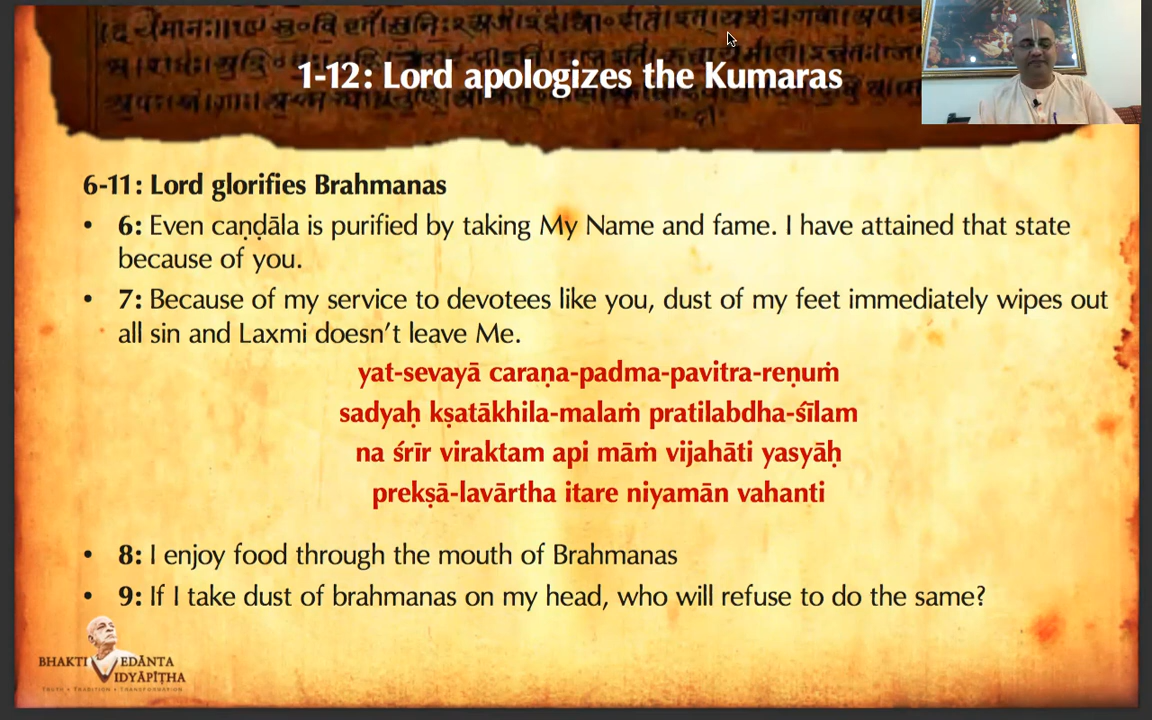 1-12: Lord apologizes the Kumaras
6-11: Lord glorifies Brahmanas
• 6: Even caṇḍāla is purified by taking My Name and fame. I have attained that state
because of you.
• 7: Because of my service to devotees like you, dust of my feet immediately wipes out
all sin and Laxmi doesn't leave Me.
yat-sevayā caraṇa-padma-pavitra-reṇuṁ
sadyaḥ kṣatākhila-malaṁ pratilabdha-śīlam
na śrīr viraktam api māṁ vijahāti yasyāḥ
prekṣā-lavārtha itare niyamān vahanti
• 8: I enjoy food through the mouth of Brahmanas
• 9: If I take dust of brahmanas on my head, who will refuse to do the same?
BHAKTI VEDĀNTA
VIDYĀPĪṬHA
TRUTH • TRADITION • TRANSFORMATION